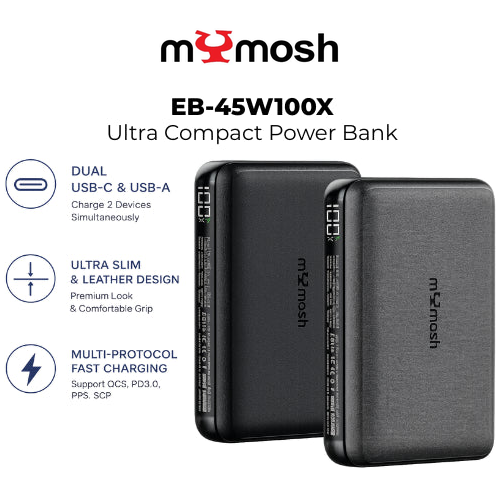 mymosh
EB-45W100X
Ultra Compact Power Bank
DUAL
USB-C & USB-A
Charge 2 Devices
Simultaneously
ULTRA SLIM
& LEATHER DESIGN
Premium Look
& Comfortable Grip
MULTI-PROTOCOL
FAST CHARGING
Support QCS, PD3.0,
PPS. SCP
100
mymosh
100
mymosh